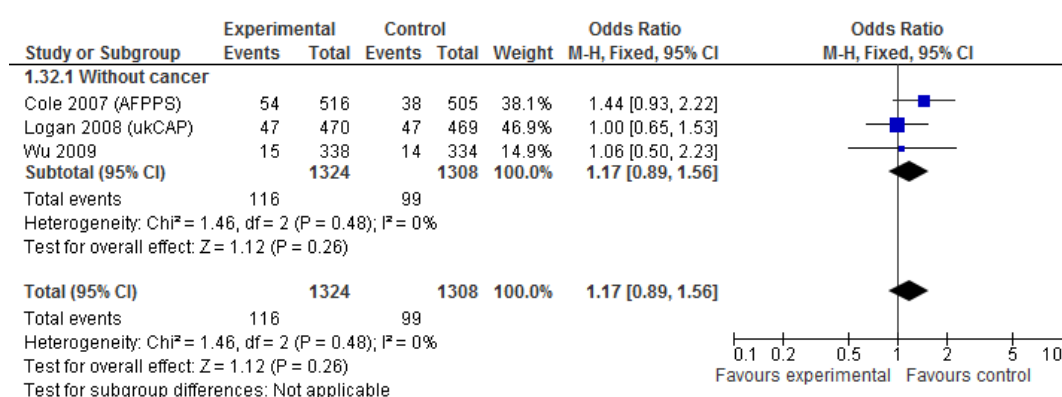 Experimental Control Odds Ratio Odds Ratio
Study or Subgroup Events Total Events Total Weight M-H, Fixed, 95% CI M-H, Fixed, 95% CI
1.32.1 Without cancer
Cole 2007 (AFPPS) 54 516 38 505 38.1% 1.44 [0.93, 2.22]
Logan 2008 (ukCAP) 47 470 47 469 46.9% 1.00 [0.65, 1.53]
Wu 2009 15 338 14 334 14.9% 1.06 [0.50, 2.23]
Subtotal (95% CI) 1324 1308 100.0% 1.17 [0.89, 1.56]
Total events 116 99
Heterogeneity: Chi² = 1.46, df = 2 (P = 0.48); I² = 0%
Test for overall effect: Z = 1.12 (P = 0.26)
Total (95% CI) 1324 1308 100.0% 1.17 [0.89, 1.56]
Total events 116 99
Heterogeneity: Chi² = 1.46, df = 2 (P = 0.48); I² = 0%
Test for overall effect: Z = 1.12 (P = 0.26)
Test for subgroup differences: Not applicable
0.1 0.2 0.5 1 2 5 10
Favours experimental Favours control